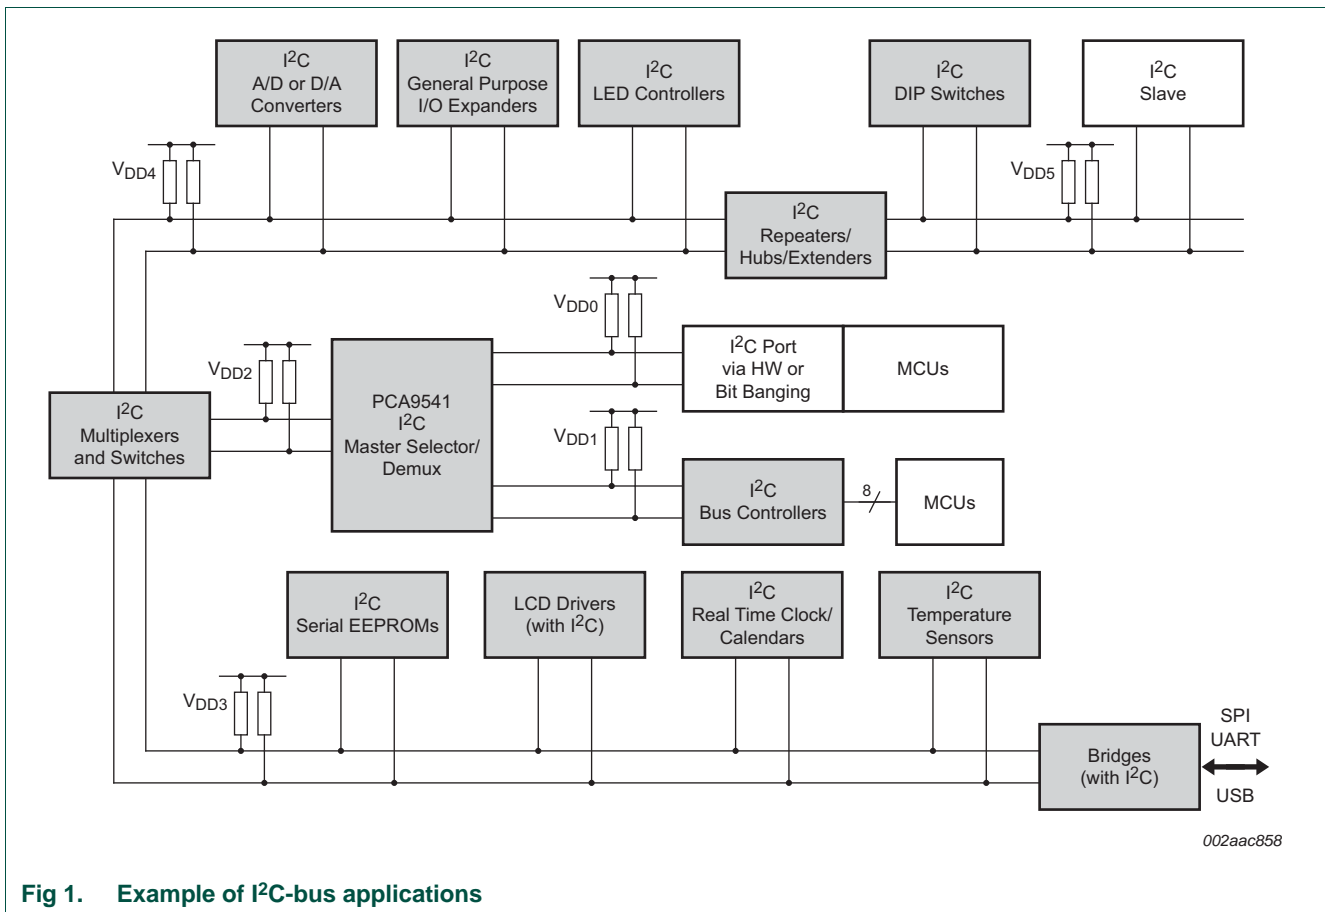 I2C
A/D or D/A
Converters
I2C
General Purpose
I/O Expanders
I2C
LED Controllers
I2C
DIP Switches
I2C
Slave
VDD4
VDD5
I2C
Repeaters/
Hubs/Extenders
VDD0
VDD2
PCA9541
I2C
Master Selector/
Demux
I2C Port
via HW or
Bit Banging
MCUs
I2C
Multiplexers
and Switches
VDD1
I2C
Bus Controllers
8
MCUs
I2C
Serial EEPROMs
LCD Drivers
(with I2C)
I2C
Real Time Clock/
Calendars
I2C
Temperature
Sensors
VDD3
Bridges
(with I2C)
SPI
UART
USB
002aac858
Fig 1. Example of I2C-bus applications